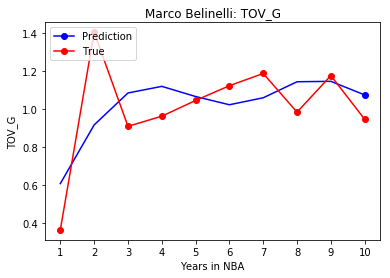 Marco Belinelli: TOV_G
Prediction
True
TOV_G
1.4
1.2
1.0
0.8
0.6
0.4
1 2 3 4 5 6 7 8 9 10
Years in NBA